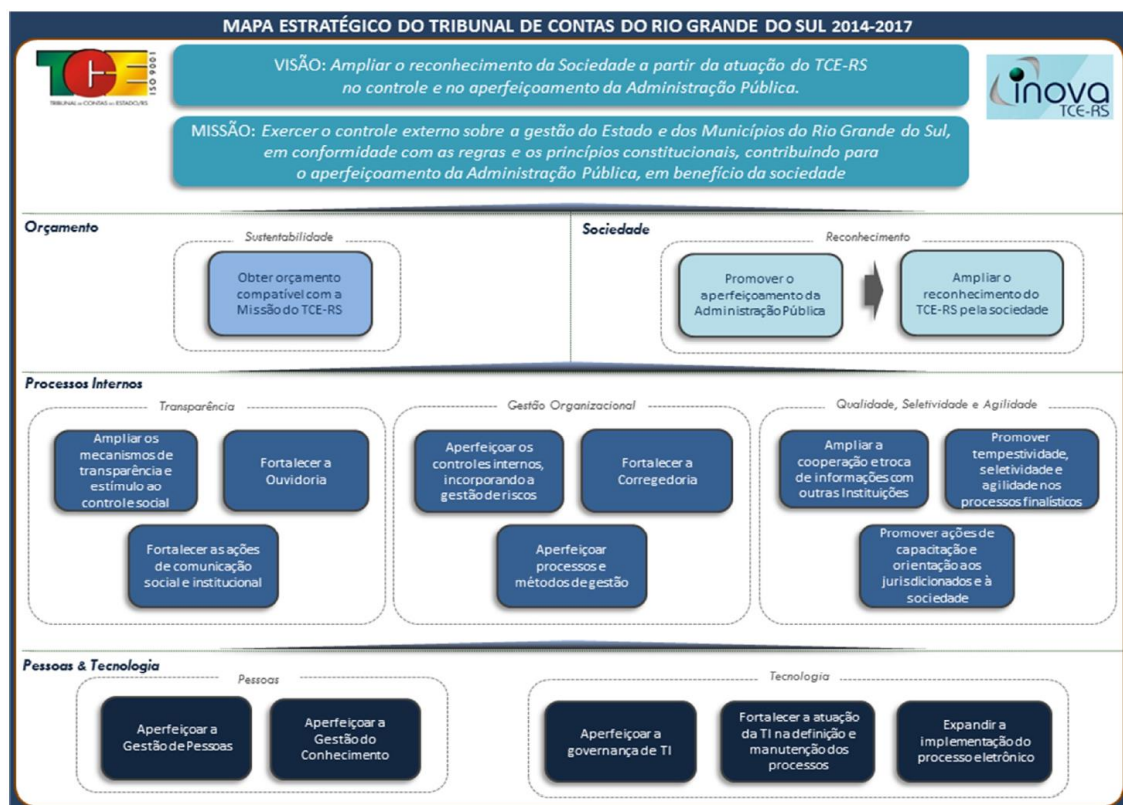 MAPA ESTRATÉGICO DO TRIBUNAL DE CONTAS DO RIO GRANDE DO SUL 2014-2017
TCE
ISO 9001
TRIBUNAL DE CONTAS DO ESTADO/RS
VISÃO: Ampliar o reconhecimento da Sociedade a partir da atuação do TCE-RS
no controle e no aperfeiçoamento da Administração Pública.
inova
TCE-RS
MISSÃO: Exercer o controle externo sobre a gestão do Estado e dos Municípios do Rio Grande do Sul,
em conformidade com as regras e os princípios constitucionais, contribuindo para
o aperfeiçoamento da Administração Pública, em benefício da sociedade
Orçamento
Sustentabilidade
Obter orçamento
compatível com a
Missão do TCE-RS
Sociedade
Reconhecimento
Promover o
aperfeiçoamento da
Administração Pública
Ampliar o
reconhecimento do
TCE-RS pela sociedade
Processos Internos
Transparência
Ampliar os
mecanismos de
transparência e
estímulo ao
controle social
Fortalecer a
Ouvidoria
Fortalecer as ações
de comunicação
social e institucional
Gestão Organizacional
Aperfeiçoar os
controles internos,
incorporando a
gestão de riscos
Fortalecer a
Corregedoria
Aperfeiçoar
processos e
métodos de gestão
Qualidade, Seletividade e Agilidade
Ampliar a
cooperação e troca
de informações com
outras Instituições
Promover
tempestividade,
seletividade e
agilidade nos
processos finalísticos
Promover ações de
capacitação e
orientação aos
jurisdicionados e à
sociedade
Pessoas & Tecnologia
Pessoas
Aperfeiçoar a
Gestão de Pessoas
Aperfeiçoar a
Gestão do
Conhecimento
Tecnologia
Aperfeiçoar a
governança de TI
Fortalecer a atuação
da TI na definição e
manutenção dos
processos
Expandir a
implementação do
processo eletrônico